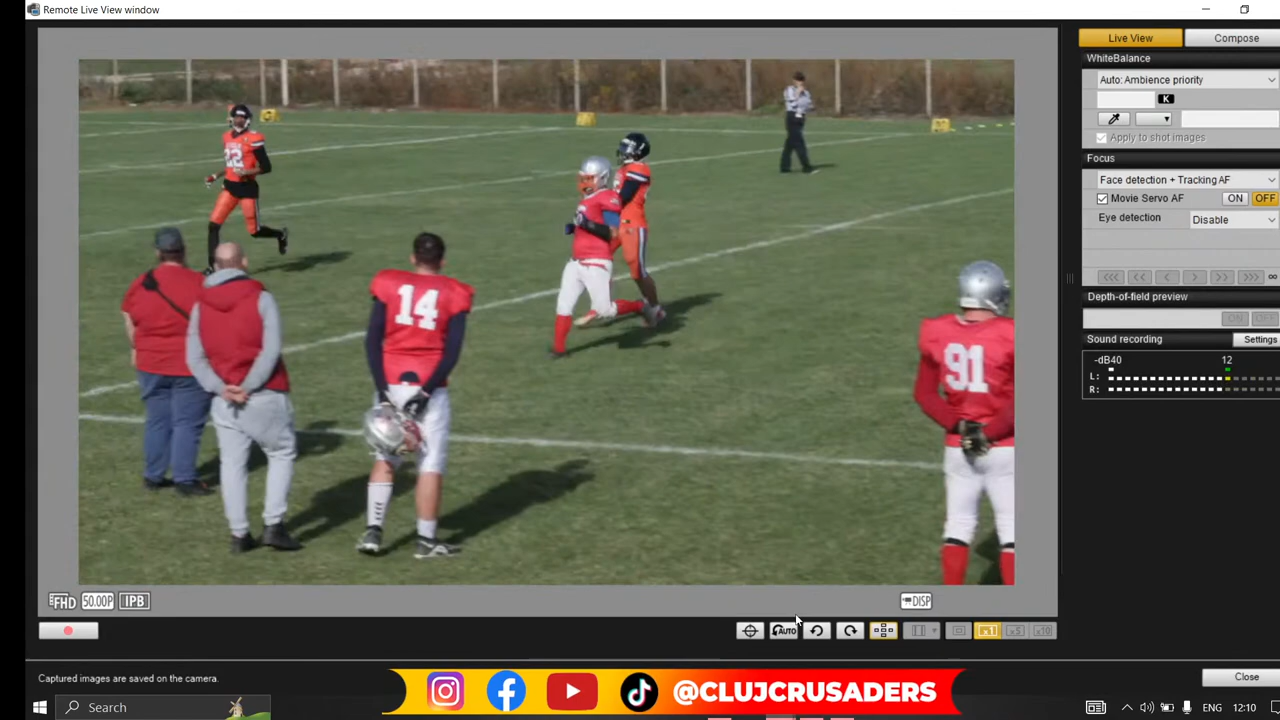 Remote Live View window
Live View
Compose
WhiteBalance
Auto: Ambience priority
K
Apply to shot images
Focus
Face detection + Tracking AF
Movie Servo AF
ON
OFF
Eye detection
Disable
Depth-of-field preview
ON
OFF
Sound recording
Settings
-dB40
12
L:
R:
22
14
91
FHD
50.00P
IPB
DISP
AUTO
x1
x5
x10
Captured images are saved on the camera.
Close
@CLUJCRUSADERS
Search
ENG
12:10